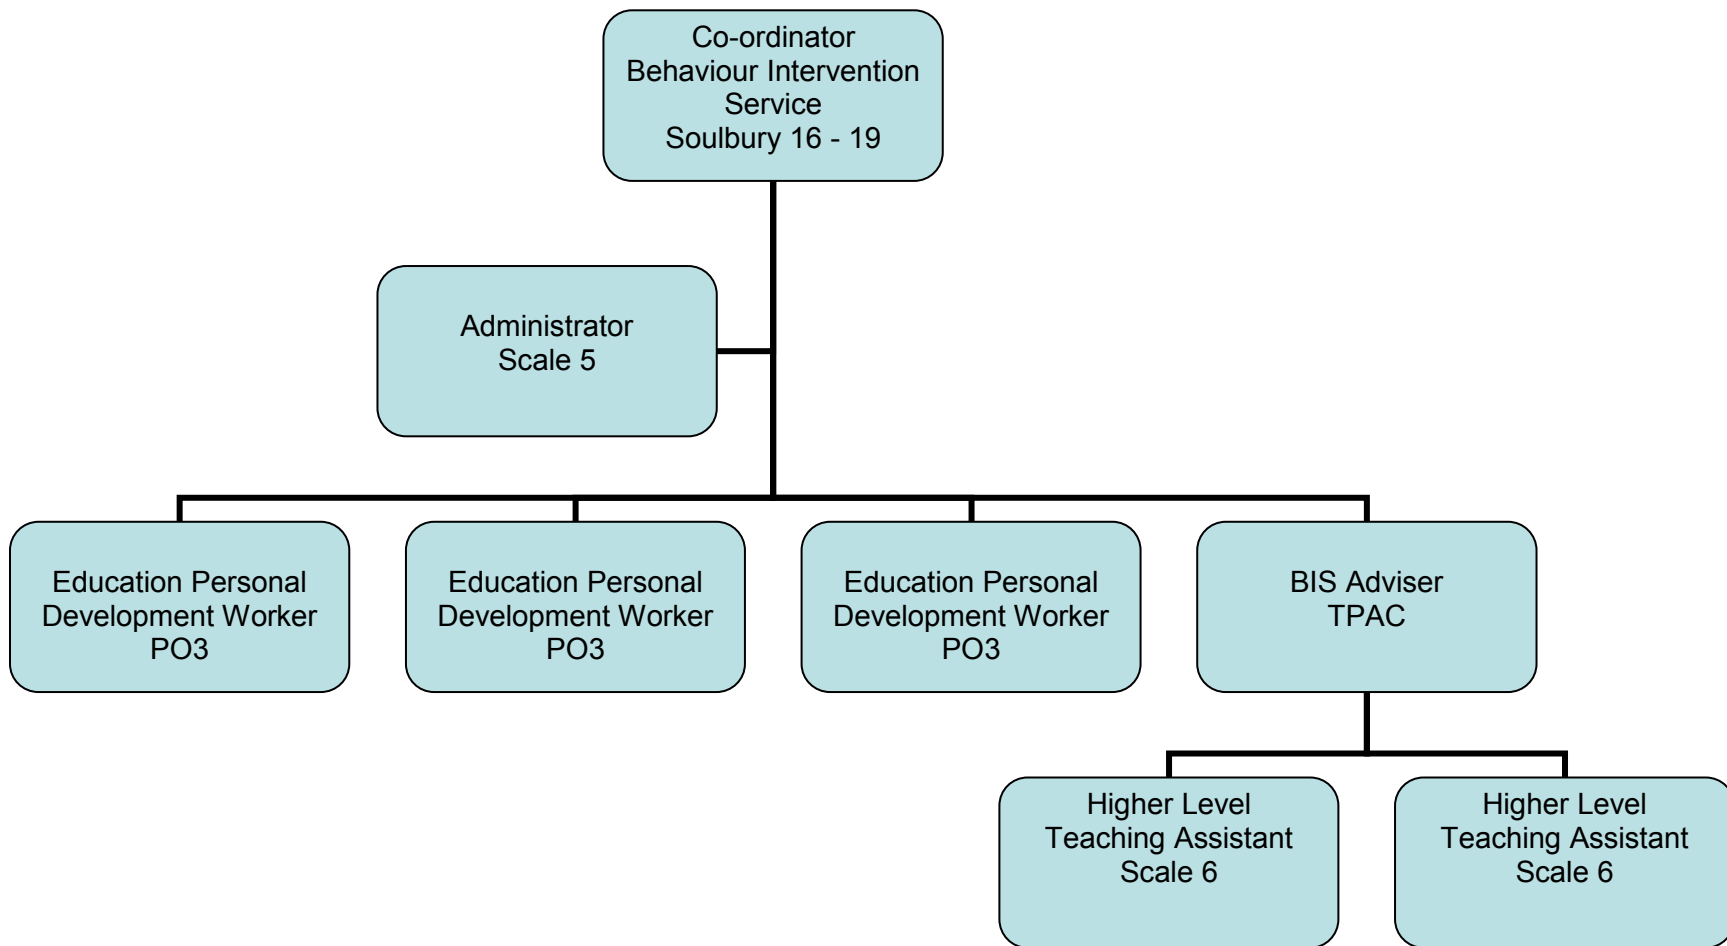 Co-ordinator
Behaviour Intervention
Service
Soulbury 16 - 19
Administrator
Scale 5
Education Personal
Development Worker
PO3
Education Personal
Development Worker
PO3
Education Personal
Development Worker
PO3
BIS Adviser
TPAC
Higher Level
Teaching Assistant
Scale 6
Higher Level
Teaching Assistant
Scale 6